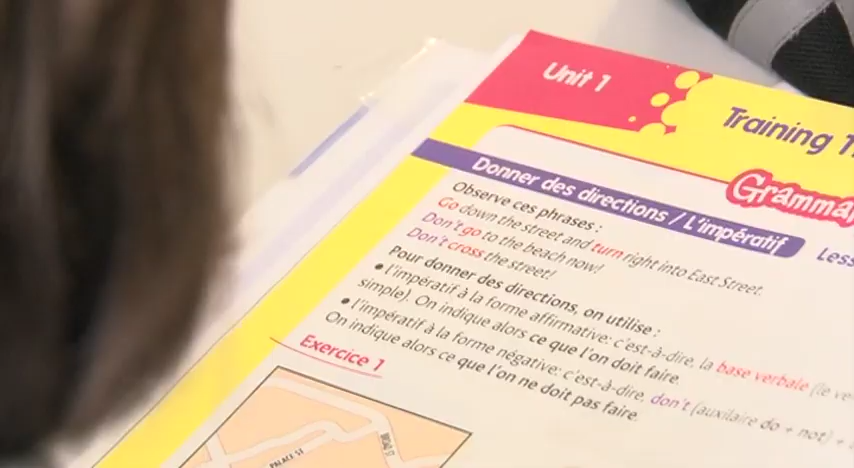 Unit 1
Training
Grammar
Donner des directions / L'impératif
Observe ces phrases :
Go down the street and turn right into East Street.
Don't go to the beach now!
Don't cross the street!
Pour donner des directions, on utilise :
• l'impératif à la forme affirmative: c'est-à-dire, la base verbale (le
simple). On indique alors ce que l'on doit faire.
• l'impératif à la forme négative: c'est-à-dire, don't (auxilaire do + not) +
On indique alors ce que l'on ne doit pas faire.
Exercice 1
PALACE ST